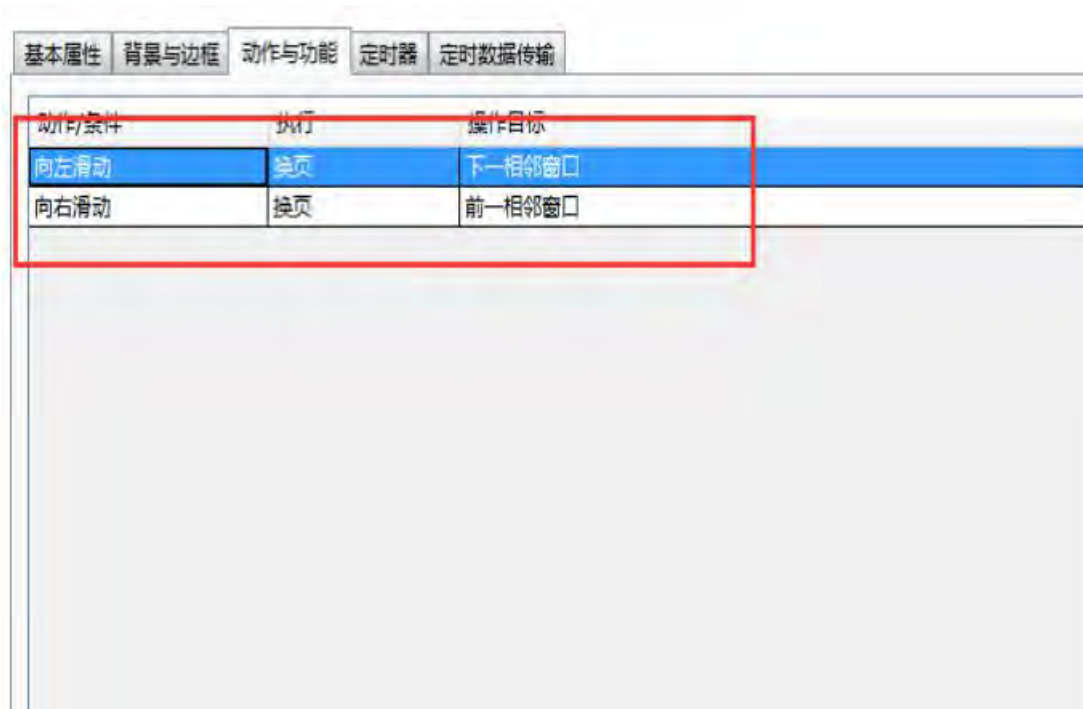 基本属性 背景与边框 动作与功能 定时器 定时数据传输
动作/条件 执行 操作目标
向左滑动 换页 下一相邻窗口
向右滑动 换页 前一相邻窗口